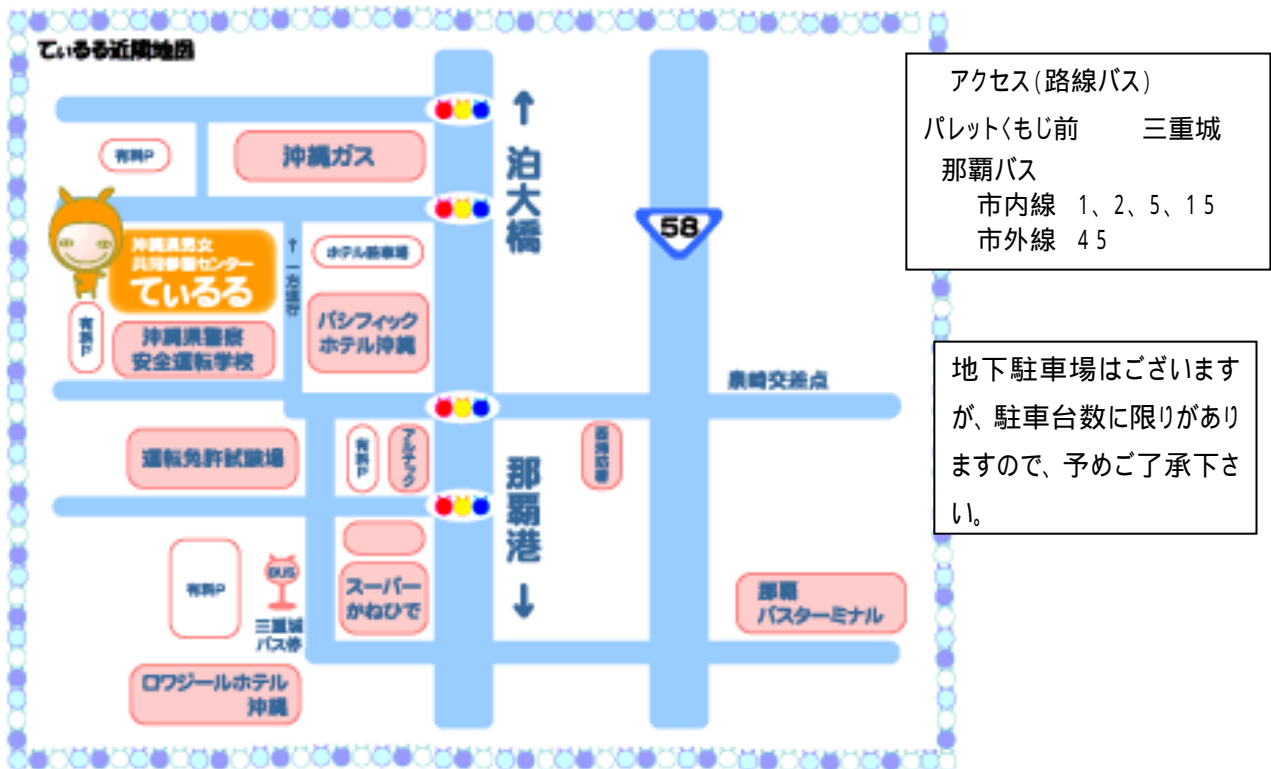 てぃるる近隣地図
有料P
沖縄ガス
↑
泊大橋
沖縄県男女
共同参画センター
てぃるる
↑
一方通行
ホテル駐車場
58
有料P
沖縄県警察
安全運転学校
パシフィック
ホテル沖縄
泉崎交差点
運転免許試験場
有料P
アルテック
西消防署
那覇港
↓
有料P
BUS
三重城
バス停
スーパー
かねひで
那覇
バスターミナル
ロワジールホテル
沖縄
アクセス(路線バス)
パレットくもじ前 三重城
那覇バス
市内線 1、2、5、15
市外線 45
地下駐車場はございます
が、駐車台数に限りがあり
ますので、予めご了承下さ
い。